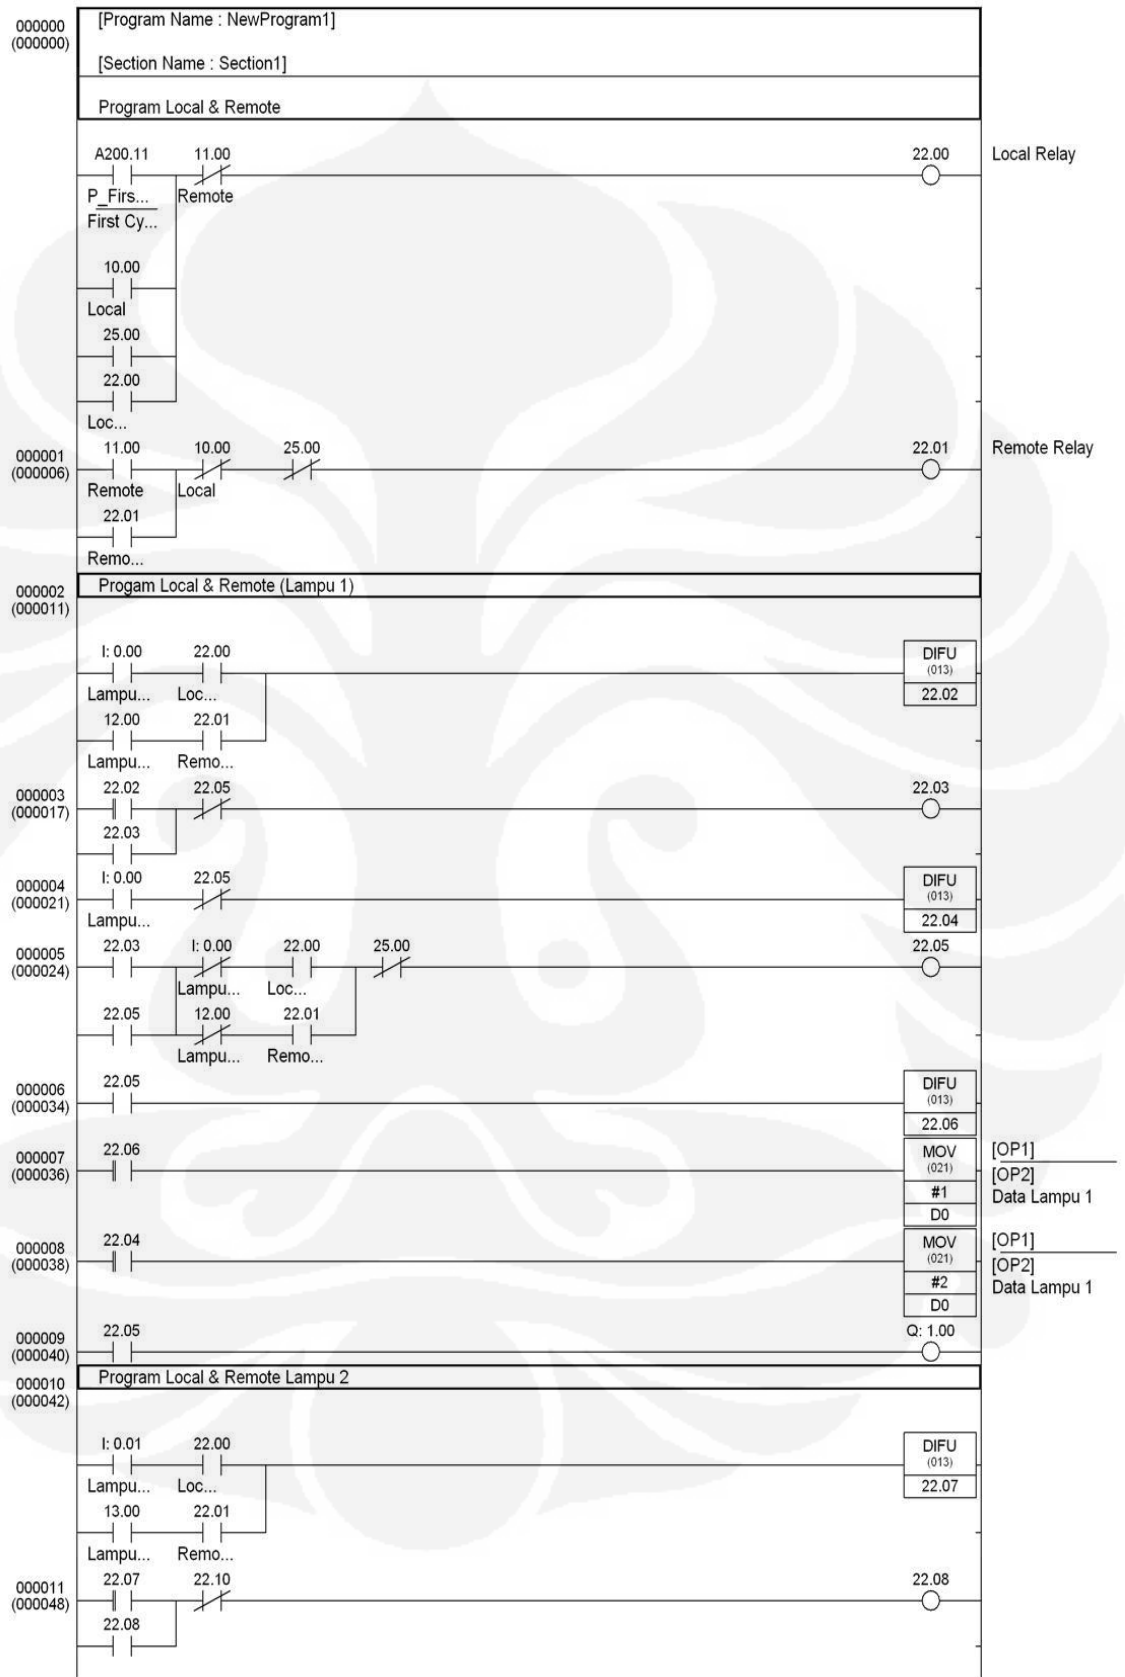 000000
(000000)
[Program Name : NewProgram1]
[Section Name : Section1]
Program Local & Remote
A200.11 11.00 22.00 Local Relay
P_Firs... Remote
First Cy...
10.00
Local
25.00
22.00
Loc...
000001
(000006)
11.00 10.00 25.00 22.01 Remote Relay
Remote Local
22.01
Remo...
000002
(000011)
Progam Local & Remote (Lampu 1)
I: 0.00 22.00 DIFU
(013)
Lampu... Loc... 22.02
12.00 22.01
Lampu... Remo...
000003
(000017)
22.02 22.05 22.03
22.03
000004
(000021)
I: 0.00 22.05 DIFU
(013)
Lampu... 22.04
000005
(000024)
22.03 I: 0.00 22.00 25.00 22.05
Lampu... Loc...
22.05 12.00 22.01
Lampu... Remo...
000006
(000034)
22.05 DIFU
(013)
22.06
000007
(000036)
22.06 MOV [OP1]
(021) [OP2]
#1 Data Lampu 1
D0
000008
(000038)
22.04 MOV [OP1]
(021) [OP2]
#2 Data Lampu 1
D0
000009
(000040)
22.05 Q: 1.00
000010
(000042)
Program Local & Remote Lampu 2
I: 0.01 22.00 DIFU
(013)
Lampu... Loc... 22.07
13.00 22.01
Lampu... Remo...
000011
(000048)
22.07 22.10 22.08
22.08